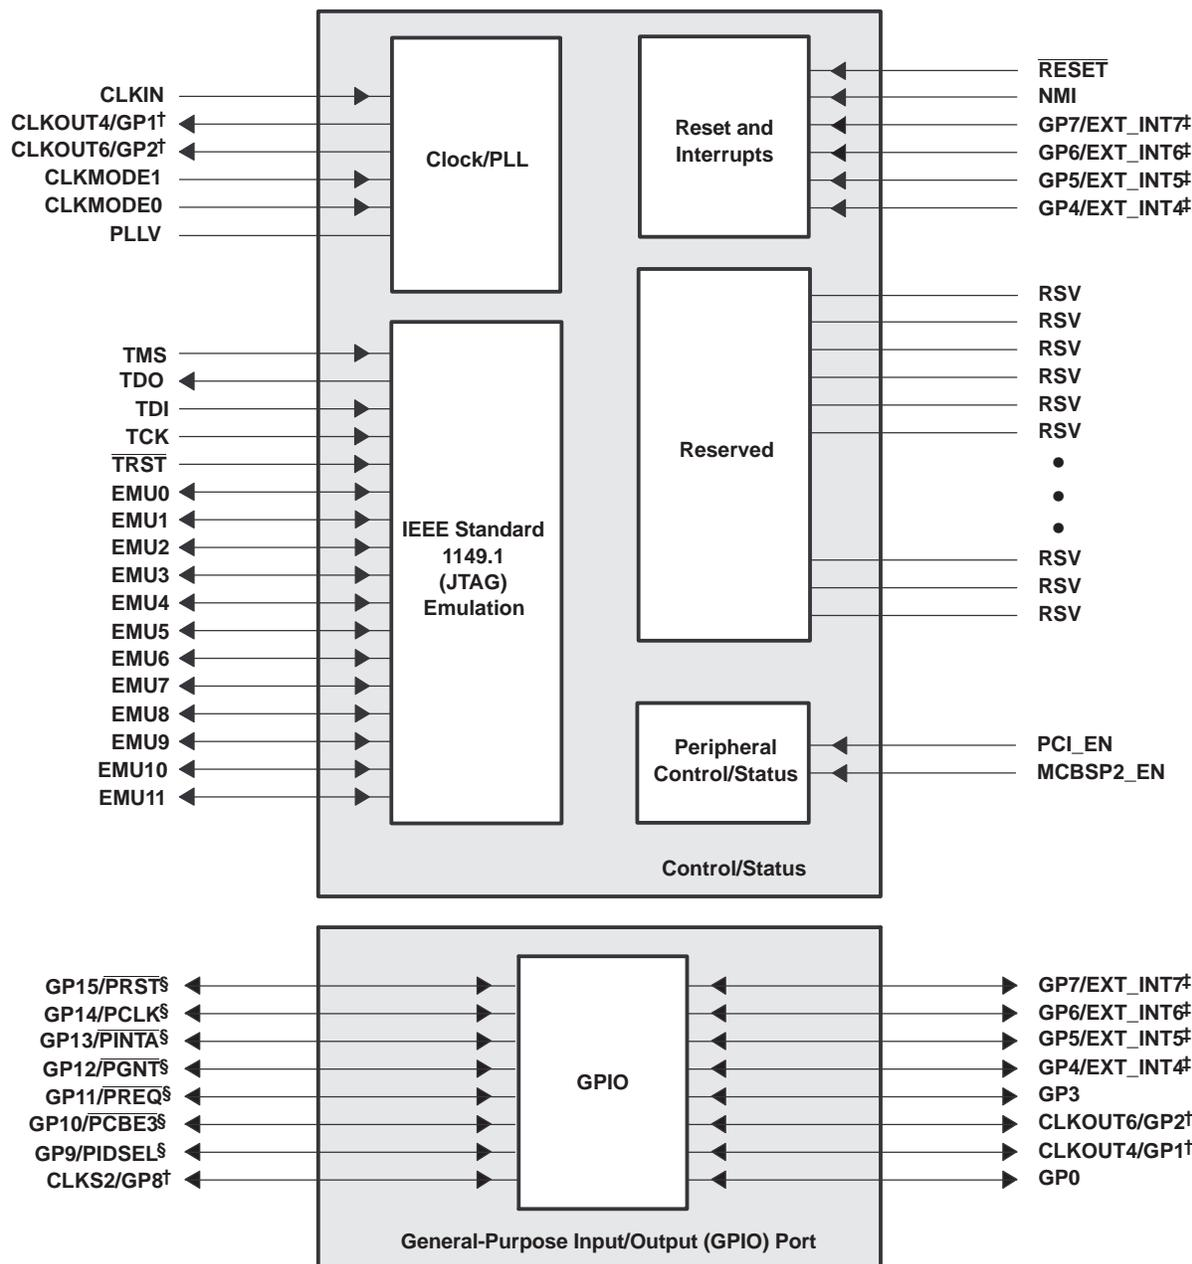 CLKIN
CLKOUT4/GP1†
CLKOUT6/GP2†
CLKMODE1
CLKMODE0
PLLV
Clock/PLL
TMS
TDO
TDI
TCK
TRST
EMU0
EMU1
EMU2
EMU3
EMU4
EMU5
EMU6
EMU7
EMU8
EMU9
EMU10
EMU11
IEEE Standard
1149.1
(JTAG)
Emulation
Reset and
Interrupts
RESET
NMI
GP7/EXT_INT7‡
GP6/EXT_INT6‡
GP5/EXT_INT5‡
GP4/EXT_INT4‡
Reserved
RSV
RSV
RSV
RSV
RSV
RSV
•
•
•
RSV
RSV
RSV
Peripheral
Control/Status
PCI_EN
MCBSP2_EN
Control/Status
GP15/PRST§
GP14/PCLK§
GP13/PINTA§
GP12/PGNT§
GP11/PREQ§
GP10/PCBE3§
GP9/PIDSEL§
CLKS2/GP8†
GPIO
GP7/EXT_INT7‡
GP6/EXT_INT6‡
GP5/EXT_INT5‡
GP4/EXT_INT4‡
GP3
CLKOUT6/GP2†
CLKOUT4/GP1†
GP0
General-Purpose Input/Output (GPIO) Port